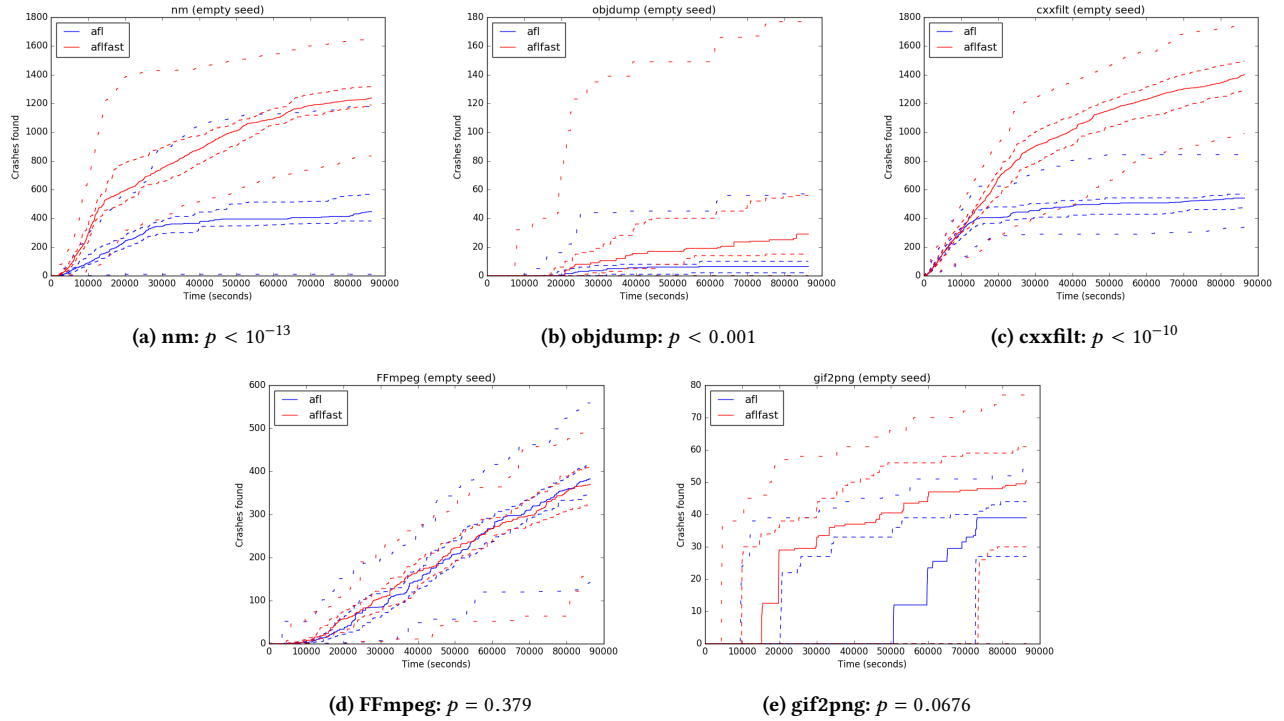 nm (empty seed)
1800
1600
1400
1200
1000
800
600
400
200
0
Crashes found
afl
aflfast
0 10000 20000 30000 40000 50000 60000 70000 80000 90000
Time (seconds)
(a) nm: p < 10⁻¹³
objdump (empty seed)
180
160
140
120
100
80
60
40
20
0
Crashes found
afl
aflfast
0 10000 20000 30000 40000 50000 60000 70000 80000 90000
Time (seconds)
(b) objdump: p < 0.001
cxxfilt (empty seed)
1800
1600
1400
1200
1000
800
600
400
200
0
Crashes found
afl
aflfast
0 10000 20000 30000 40000 50000 60000 70000 80000 90000
Time (seconds)
(c) cxxfilt: p < 10⁻¹⁰
FFmpeg (empty seed)
600
500
400
300
200
100
0
Crashes found
afl
aflfast
0 10000 20000 30000 40000 50000 60000 70000 80000 90000
Time (seconds)
(d) FFmpeg: p = 0.379
gif2png (empty seed)
80
70
60
50
40
30
20
10
0
Crashes found
afl
aflfast
0 10000 20000 30000 40000 50000 60000 70000 80000 90000
Time (seconds)
(e) gif2png: p = 0.0676